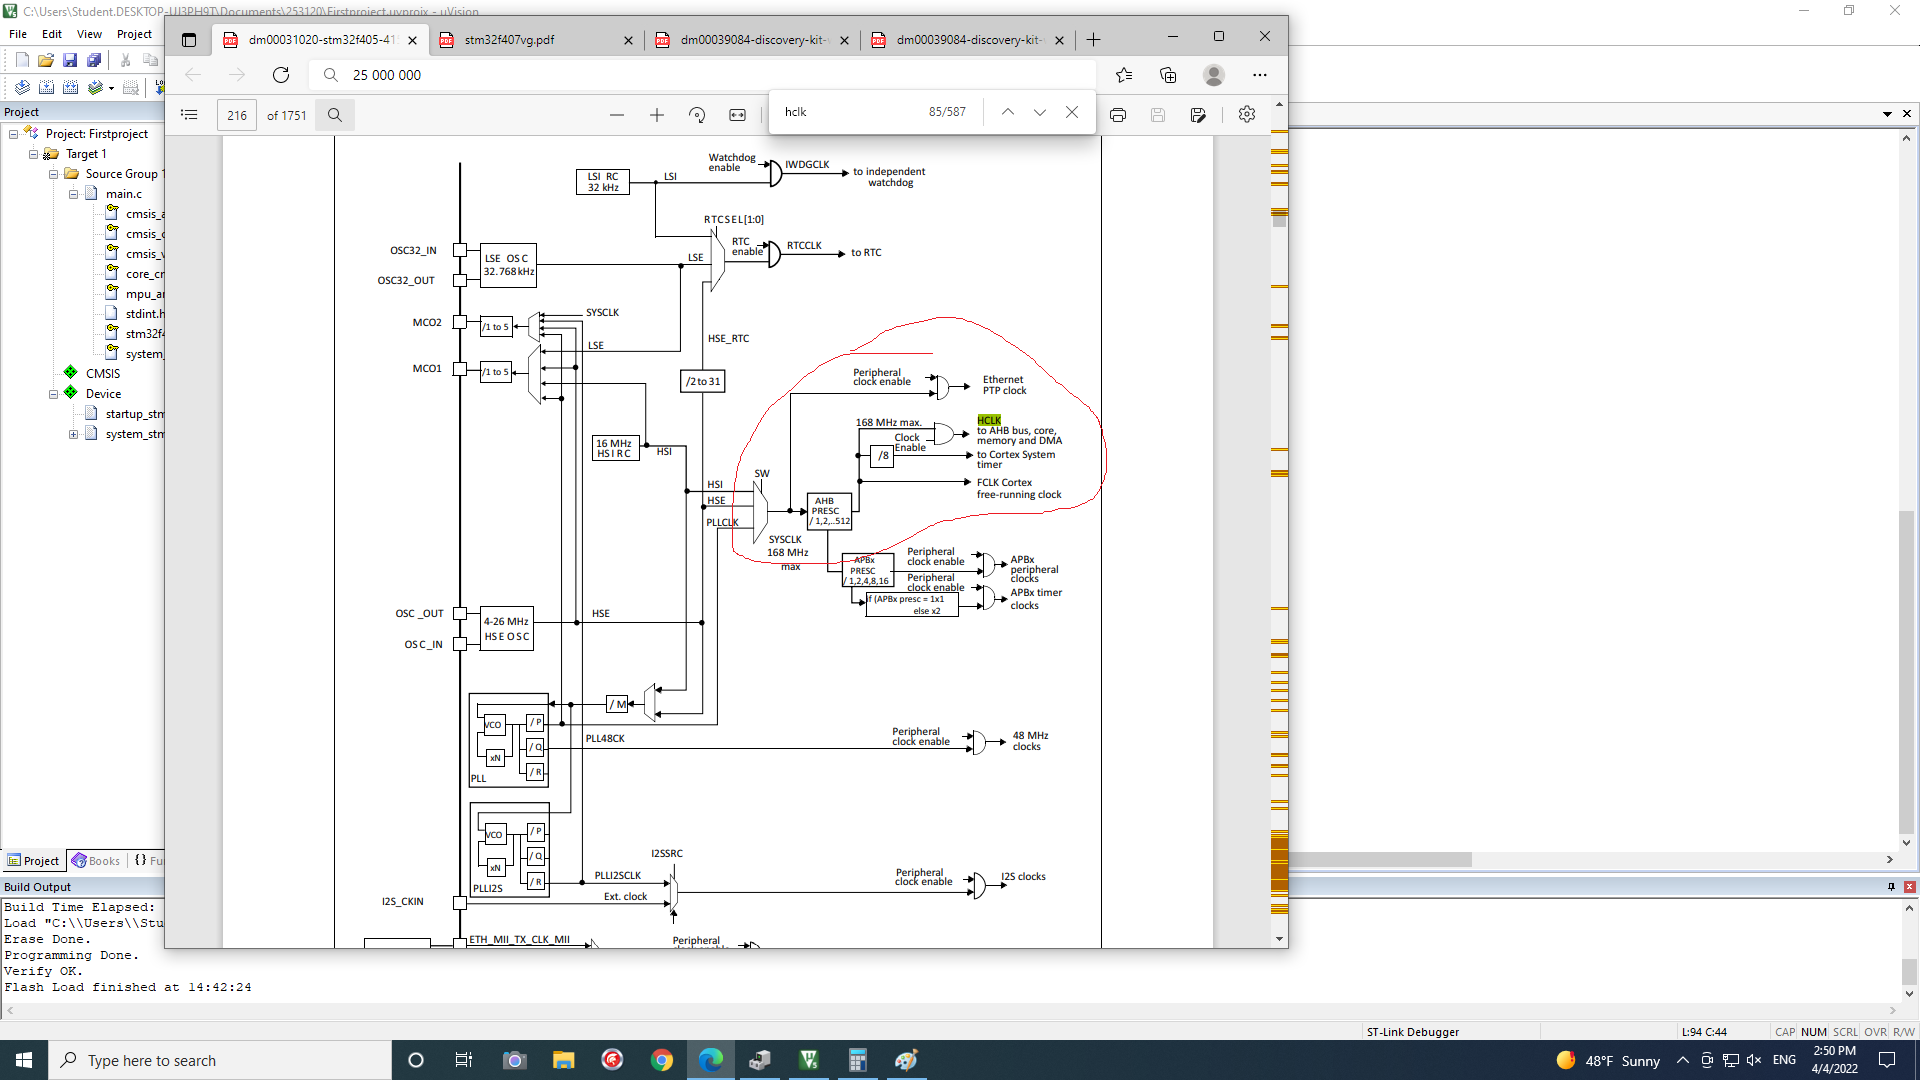 C:\Users\Student.DESKTOP-UJ3PH9T\Documents\253120\Firstproject.uvprojx - µVision
File Edit View Project
Project
Project: Firstproject
Target 1
Source Group
main.c
cmsis_a
cmsis_
cmsis_v
core_c
mpu_a
stdint.h
stm32f4
system_
CMSIS
Device
startup_stm
system_stm
Project Books
dm00031020-stm32f405-415
stm32f407vg.pdf
dm00039084-discovery-kit-
dm00039084-discovery-kit-
25 000 000
216 of 1751
hclk 85/587
Watchdog
enable
IWDGCLK
to independent
watchdog
LSI RC
32 kHz
LSI
RTCSEL[1:0]
RTC
enable
RTCCLK
to RTC
OSC32_IN
OSC32_OUT
LSE OSC
32.768kHz
LSE
MCO2
/1 to 5
SYSCLK
LSE
MCO1
/1 to 5
HSE_RTC
/2 to 31
Peripheral
clock enable
Ethernet
PTP clock
168 MHz max.
Clock
Enable
HCLK
to AHB bus, core,
memory and DMA
/8
to Cortex System
timer
FCLK Cortex
free-running clock
16 MHz
HSI RC
HSI
SW
HSI
HSE
PLLCLK
AHB
PRESC
/ 1,2,..512
SYSCLK
168 MHz
max
APBx
PRESC
/ 1,2,4,8,16
Peripheral
clock enable
APBx
peripheral
clocks
Peripheral
clock enable
if (APBx presc = 1x1
else x2
APBx timer
clocks
OSC_OUT
OSC_IN
4-26 MHz
HSE OSC
HSE
/ M
VCO
xN
/ P
/ Q
/ R
PLL
PLL48CK
Peripheral
clock enable
48 MHz
clocks
VCO
xN
/ P
/ Q
/ R
PLLI2S
I2SSRC
PLLI2SCLK
Ext. clock
I2S_CKIN
Peripheral
clock enable
I2S clocks
ETH_MII_TX_CLK_MII
Peripheral
Build Output
Build Time Elapsed:
Load "C:\\Users\\Stu
Erase Done.
Programming Done.
Verify OK.
Flash Load finished at 14:42:24
ST-Link Debugger
L:94 C:44
CAP NUM SCRL OVR R/W
Type here to search
48°F Sunny
ENG
2:50 PM
4/4/2022